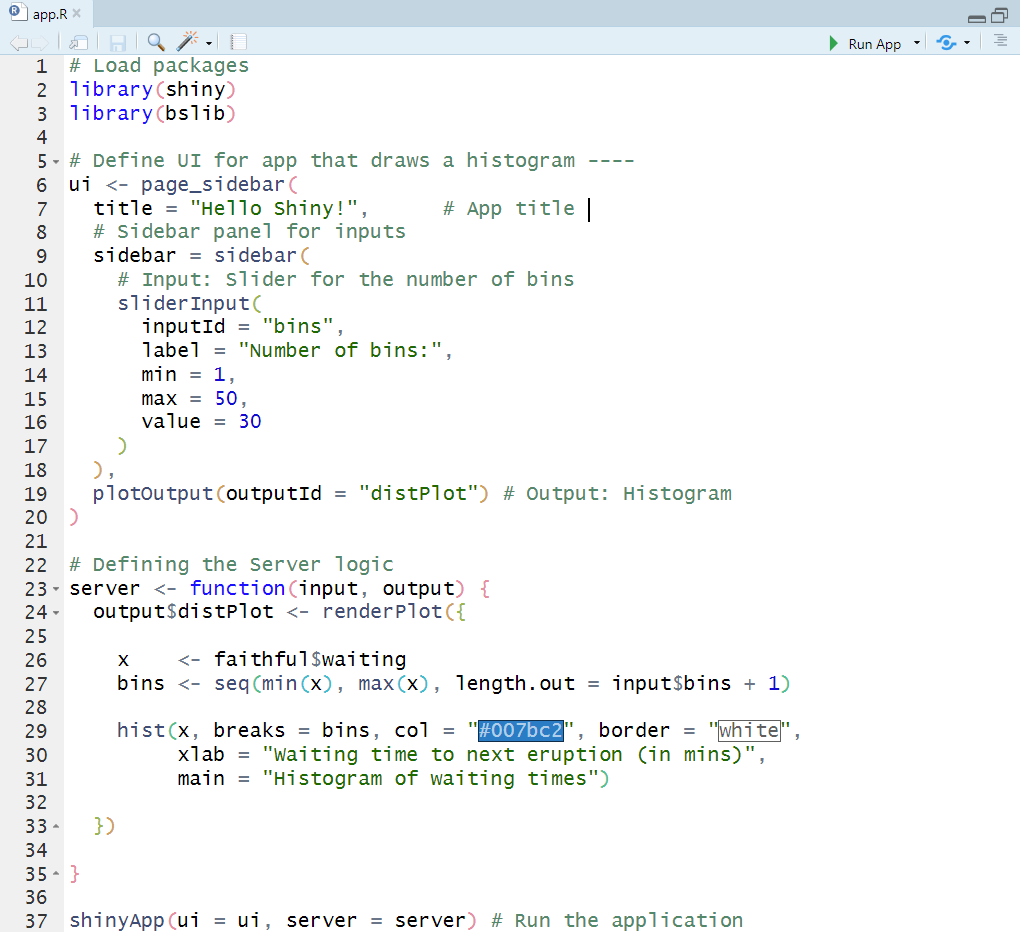 app.R
Run App
1 # Load packages
2 library(shiny)
3 library(bslib)
4
5 # Define UI for app that draws a histogram ----
6 ui <- page_sidebar(
7   title = "Hello Shiny!",      # App title
8   # Sidebar panel for inputs
9   sidebar = sidebar(
10     # Input: Slider for the number of bins
11     sliderInput(
12       inputId = "bins",
13       label = "Number of bins:",
14       min = 1,
15       max = 50,
16       value = 30
17     )
18   ),
19   plotOutput(outputId = "distPlot") # Output: Histogram
20 )
21
22 # Defining the Server logic
23 server <- function(input, output) {
24   output$distPlot <- renderPlot({
25
26     x    <- faithful$waiting
27     bins <- seq(min(x), max(x), length.out = input$bins + 1)
28
29     hist(x, breaks = bins, col = "#007bc2", border = "white",
30          xlab = "Waiting time to next eruption (in mins)",
31          main = "Histogram of waiting times")
32
33   })
34
35 }
36
37 shinyApp(ui = ui, server = server) # Run the application